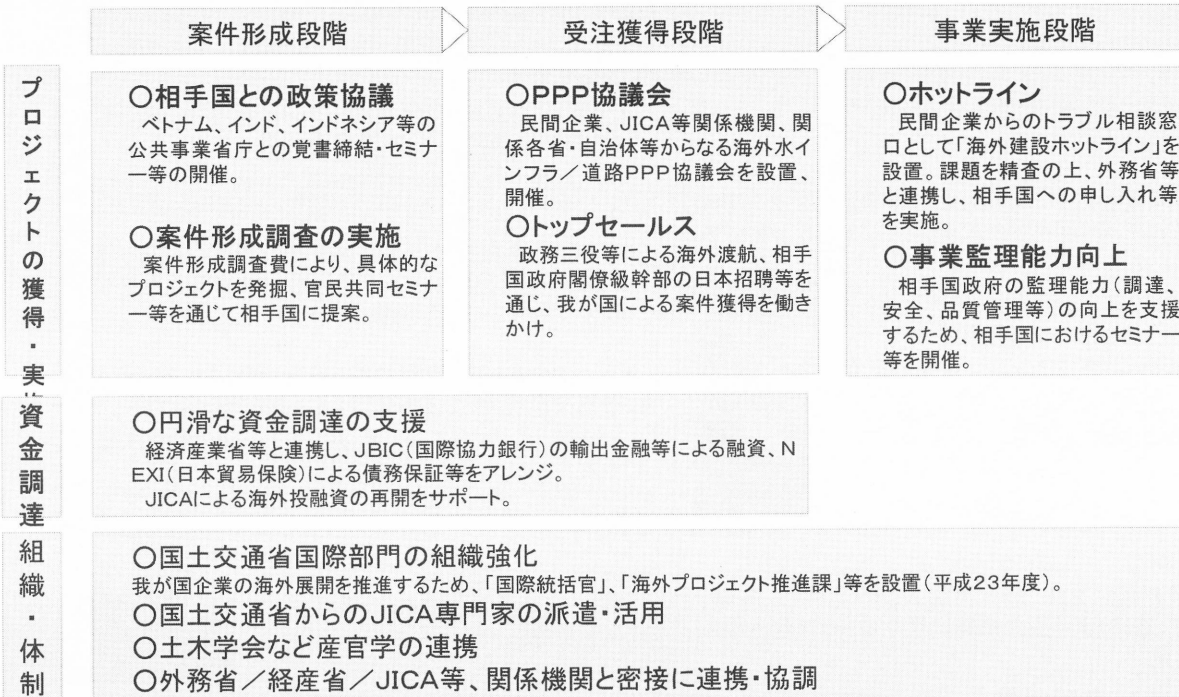 案件形成段階
受注獲得段階
事業実施段階
プロジェクトの獲得・実
○相手国との政策協議
ベトナム、インド、インドネシア等の
公共事業省庁との覚書締結・セミナ
ー等の開催。
○案件形成調査の実施
案件形成調査費により、具体的な
プロジェクトを発掘、官民共同セミナ
ー等を通じて相手国に提案。
○PPP協議会
民間企業、JICA等関係機関、関
係各省・自治体等からなる海外水イ
ンフラ／道路PPP協議会を設置、
開催。
○トップセールス
政務三役等による海外渡航、相手
国政府閣僚級幹部の日本招聘等を
通じ、我が国による案件獲得を働き
かけ。
○ホットライン
民間企業からのトラブル相談窓
口として「海外建設ホットライン」を
設置。課題を精査の上、外務省等
と連携し、相手国への申し入れ等
を実施。
○事業監理能力向上
相手国政府の監理能力（調達、
安全、品質管理等）の向上を支援
するため、相手国におけるセミナー
等を開催。
資金調達
○円滑な資金調達の支援
経済産業省等と連携し、JBIC（国際協力銀行）の輸出金融等による融資、N
EXI（日本貿易保険）による債務保証等をアレンジ。
JICAによる海外投融資の再開をサポート。
組織・体制
○国土交通省国際部門の組織強化
我が国企業の海外展開を推進するため、「国際統括官」、「海外プロジェクト推進課」等を設置（平成23年度）。
○国土交通省からのJICA専門家の派遣・活用
○土木学会など産官学の連携
○外務省／経産省／JICA等、関係機関と密接に連携・協調